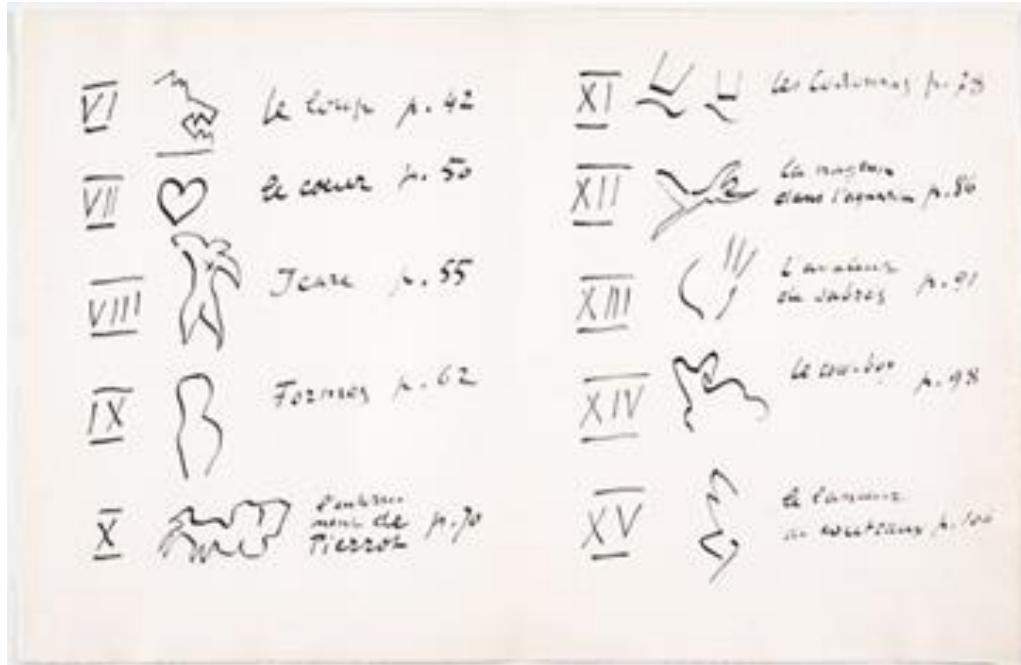 VI le loup p. 42
VII le coeur p. 50
VIII Icare p. 55
IX Formes p. 62
X l'enterre-
ment de
Pierrot p. 70
XI les Codomas p. 78
XII la nageuse
dans l'aquarium p. 86
XIII l'avaleur
de sabres p. 91
XIV le cow-boy p. 98
XV le lanceur
de couteaux